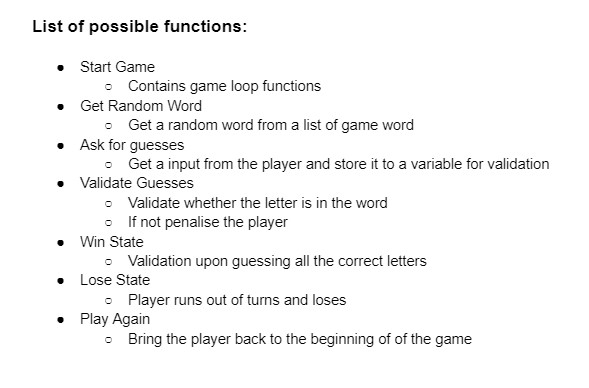 List of possible functions:
● Start Game
○ Contains game loop functions
● Get Random Word
○ Get a random word from a list of game word
● Ask for guesses
○ Get a input from the player and store it to a variable for validation
● Validate Guesses
○ Validate whether the letter is in the word
○ If not penalise the player
● Win State
○ Validation upon guessing all the correct letters
● Lose State
○ Player runs out of turns and loses
● Play Again
○ Bring the player back to the beginning of of the game